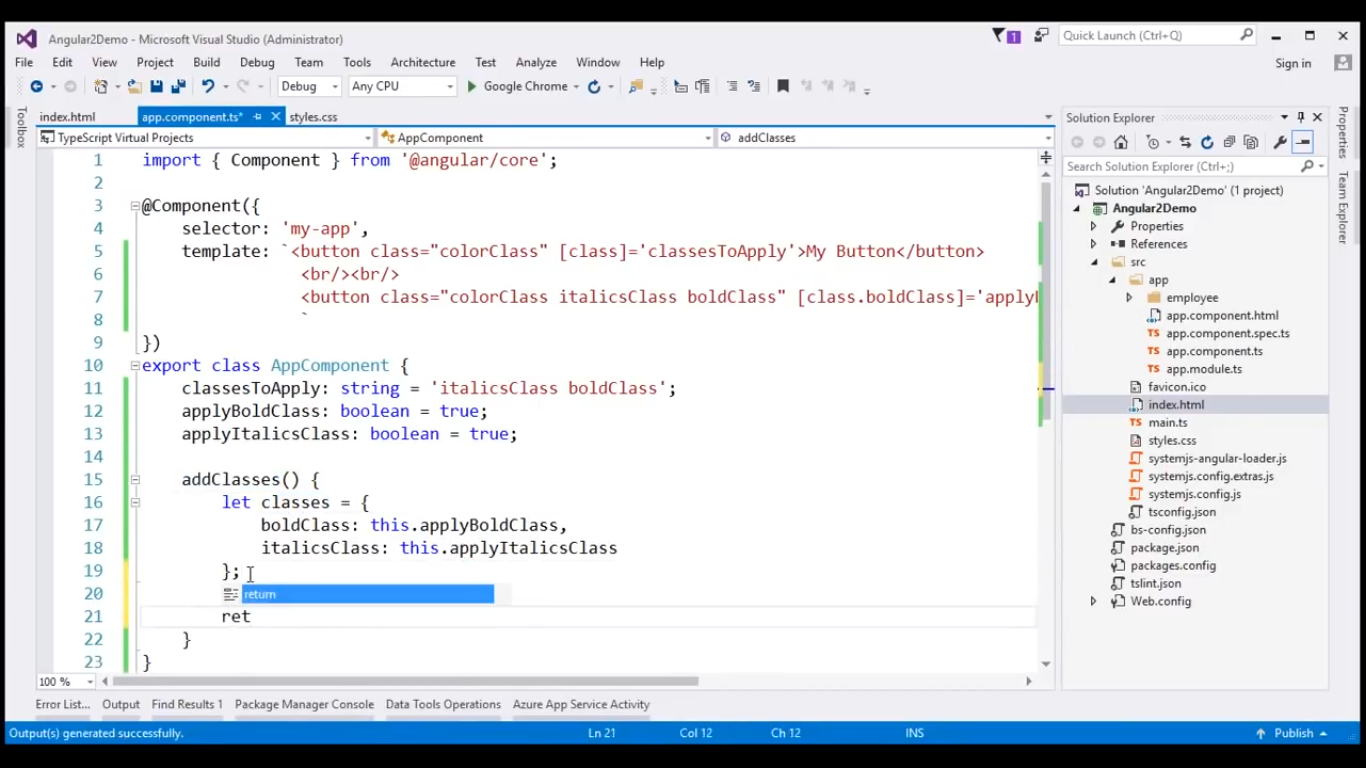 Angular2Demo - Microsoft Visual Studio (Administrator)
1
Quick Launch (Ctrl+Q)
File Edit View Project Build Debug Team Tools Architecture Test Analyze Window Help
Sign in
Debug Any CPU Google Chrome
Toolbox
index.html app.component.ts* styles.css
TypeScript Virtual Projects AppComponent addClasses
1 import { Component } from '@angular/core';
2
3 @Component({
4 selector: 'my-app',
5 template: `<button class="colorClass" [class]='classesToApply'>My Button</button>
6 <br/><br/>
7 <button class="colorClass italicsClass boldClass" [class.boldClass]='apply
8 `
9 })
10 export class AppComponent {
11 classesToApply: string = 'italicsClass boldClass';
12 applyBoldClass: boolean = true;
13 applyItalicsClass: boolean = true;
14
15 addClasses() {
16 let classes = {
17 boldClass: this.applyBoldClass,
18 italicsClass: this.applyItalicsClass
19 };
20 return
21 ret
22 }
23 }
100 %
Error List... Output Find Results 1 Package Manager Console Data Tools Operations Azure App Service Activity
Output(s) generated successfully. Ln 21 Col 12 Ch 12 INS Publish
Solution Explorer
Search Solution Explorer (Ctrl+;)
Solution 'Angular2Demo' (1 project)
Angular2Demo
Properties
References
src
app
employee
app.component.html
app.component.spec.ts
app.component.ts
app.module.ts
favicon.ico
index.html
main.ts
styles.css
systemjs-angular-loader.js
systemjs.config.extras.js
systemjs.config.js
tsconfig.json
bs-config.json
package.json
packages.config
tslint.json
Web.config
Properties
Team Explorer